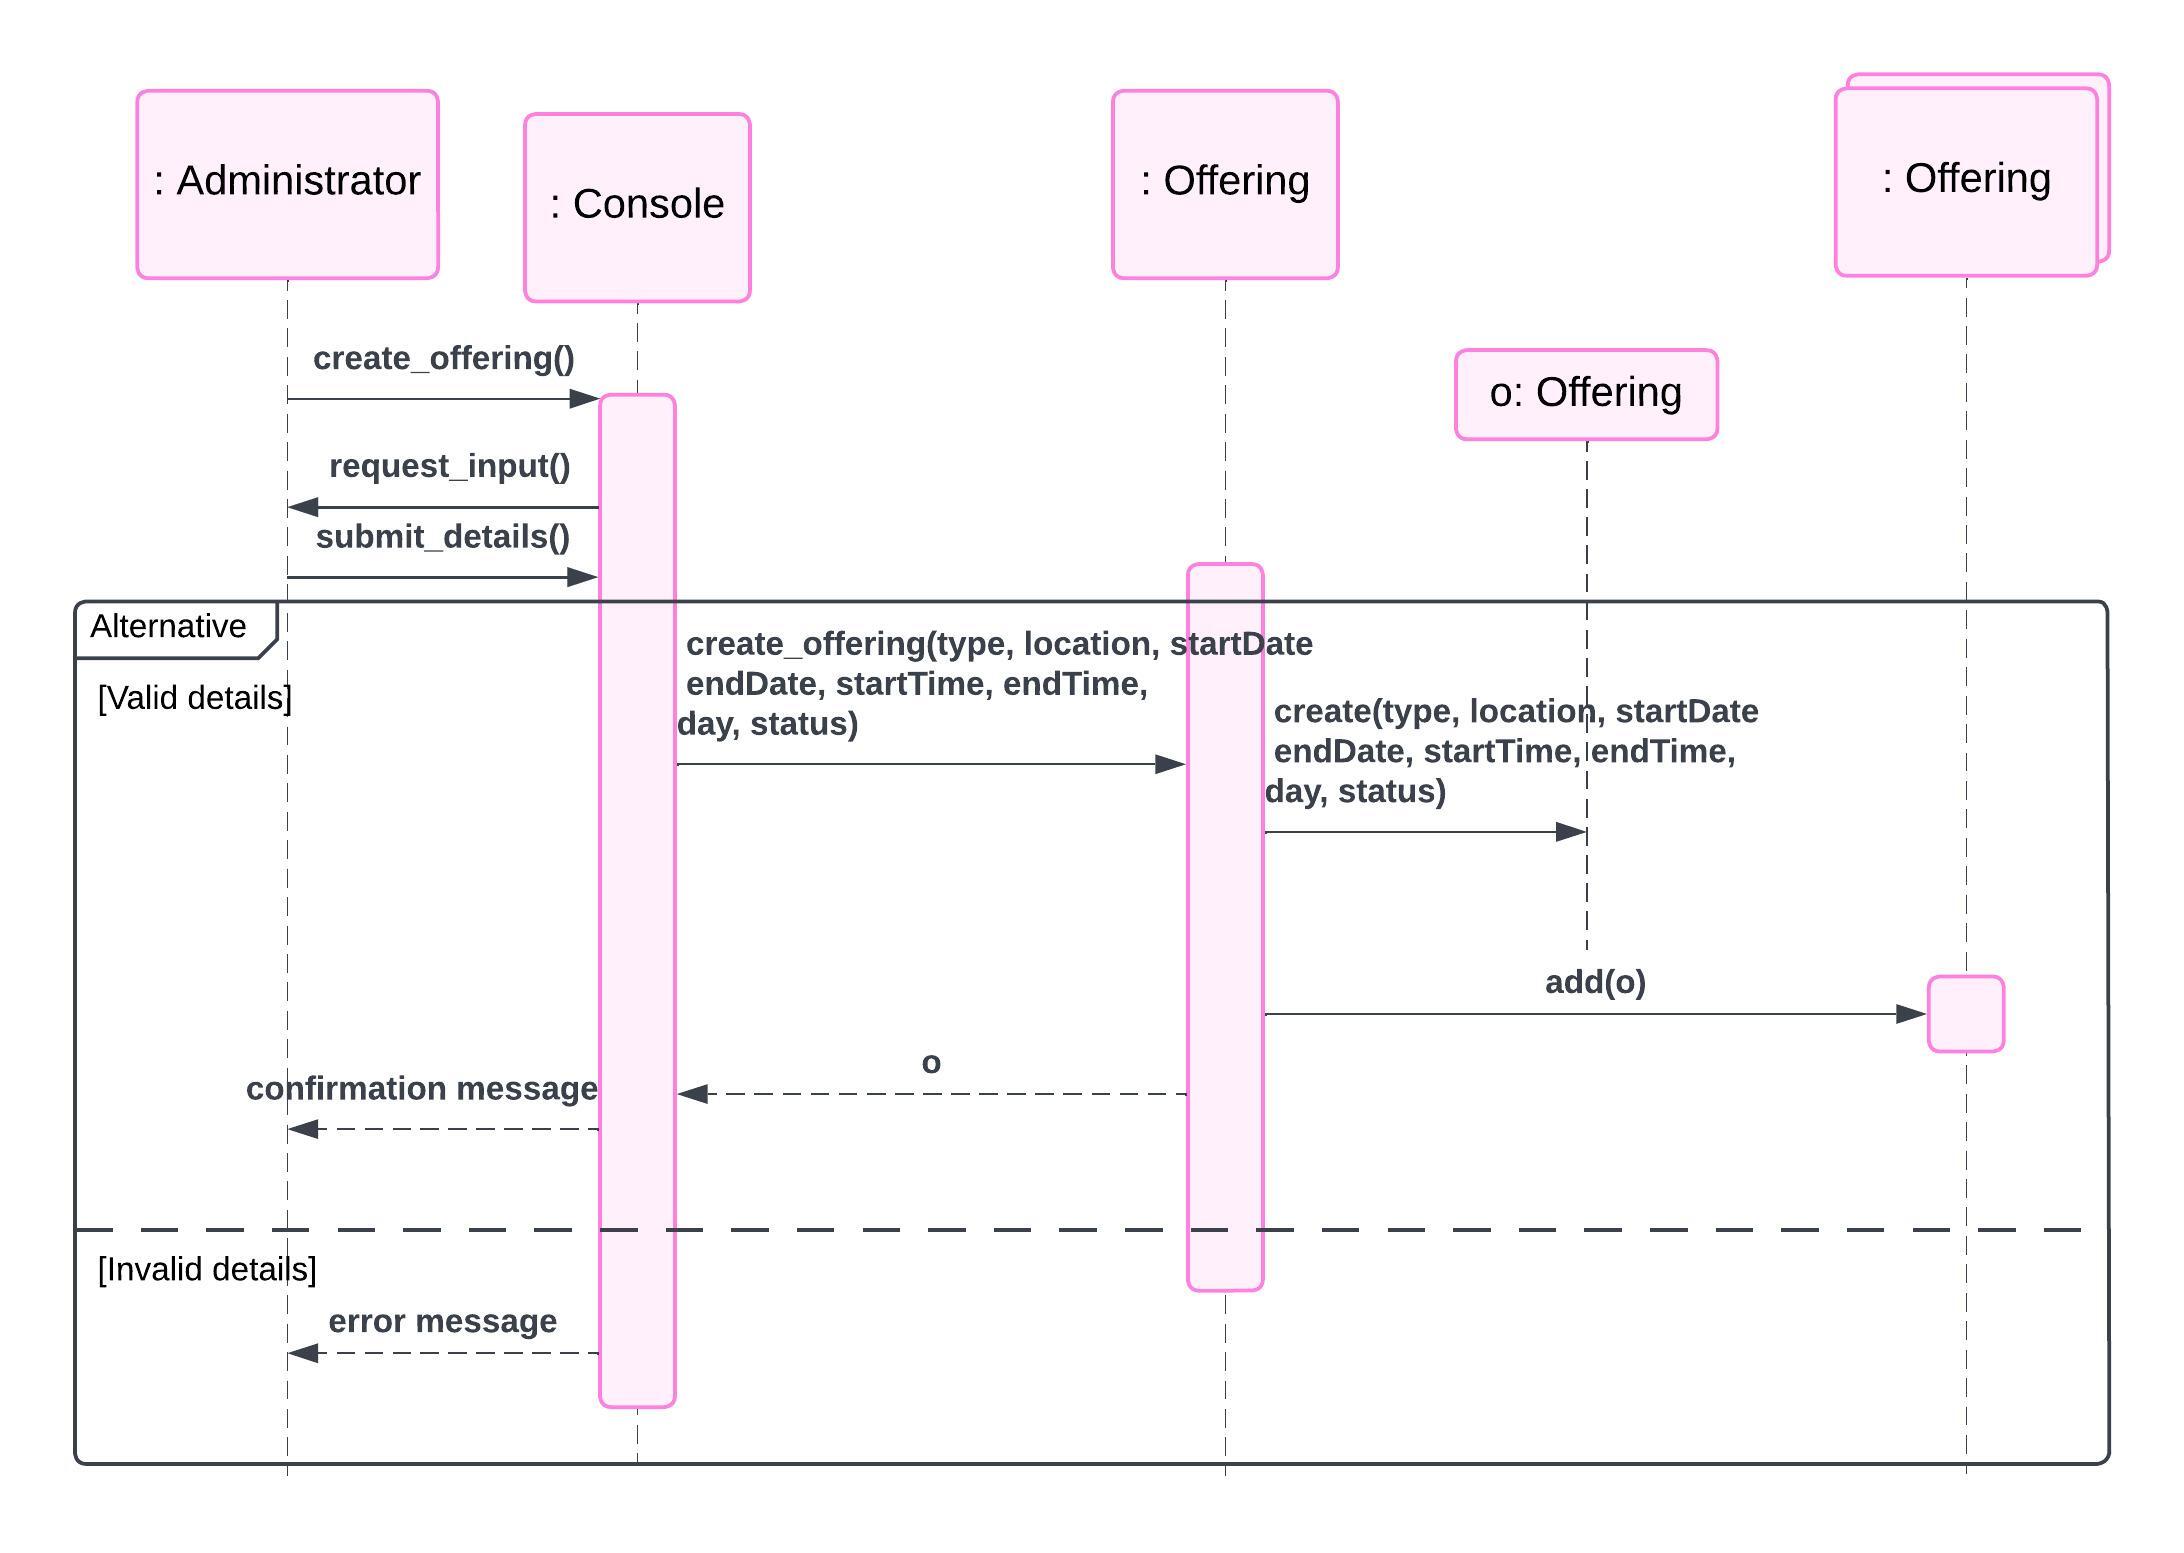 : Administrator
: Console
: Offering
: Offering
create_offering()
o: Offering
request_input()
submit_details()
Alternative
create_offering(type, location, startDate
endDate, startTime, endTime,
day, status)
[Valid details]
create(type, location, startDate
endDate, startTime, endTime,
day, status)
add(o)
o
confirmation message
[Invalid details]
error message